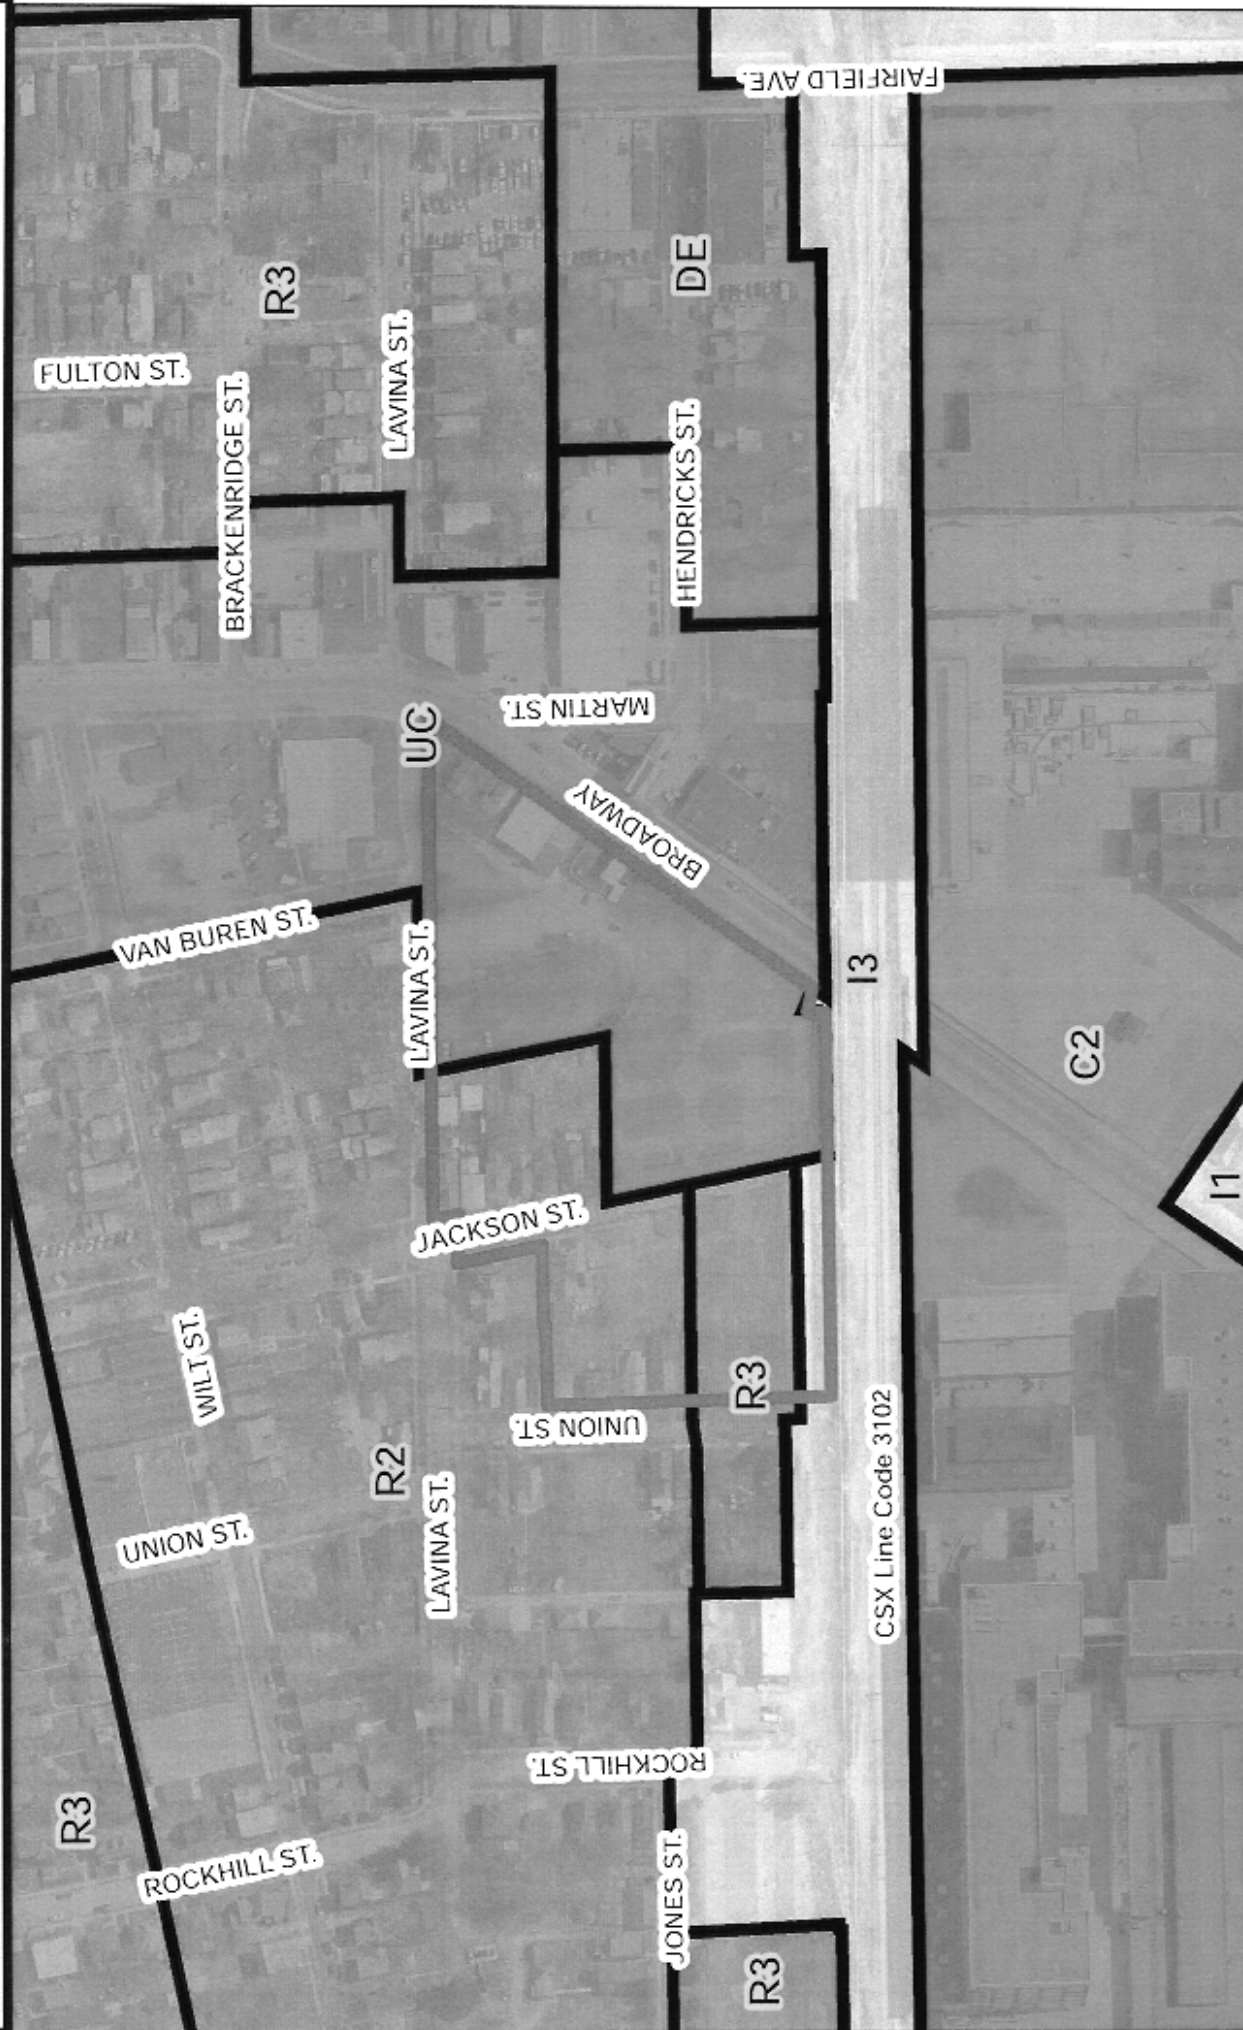 FAIRFIELD AVE.
R3
DE
FULTON ST.
LAVINA ST.
BRACKENRIDGE ST.
HENDRICKS ST.
MARTIN ST.
UC
BROADWAY
VAN BUREN ST.
LAVINA ST.
I3
C2
I1
JACKSON ST.
WILT ST.
R3
UNION ST.
R2
CSX Line Code 3102
UNION ST.
LAVINA ST.
ROCKHILL ST.
R3
ROCKHILL ST.
JONES ST.
R3